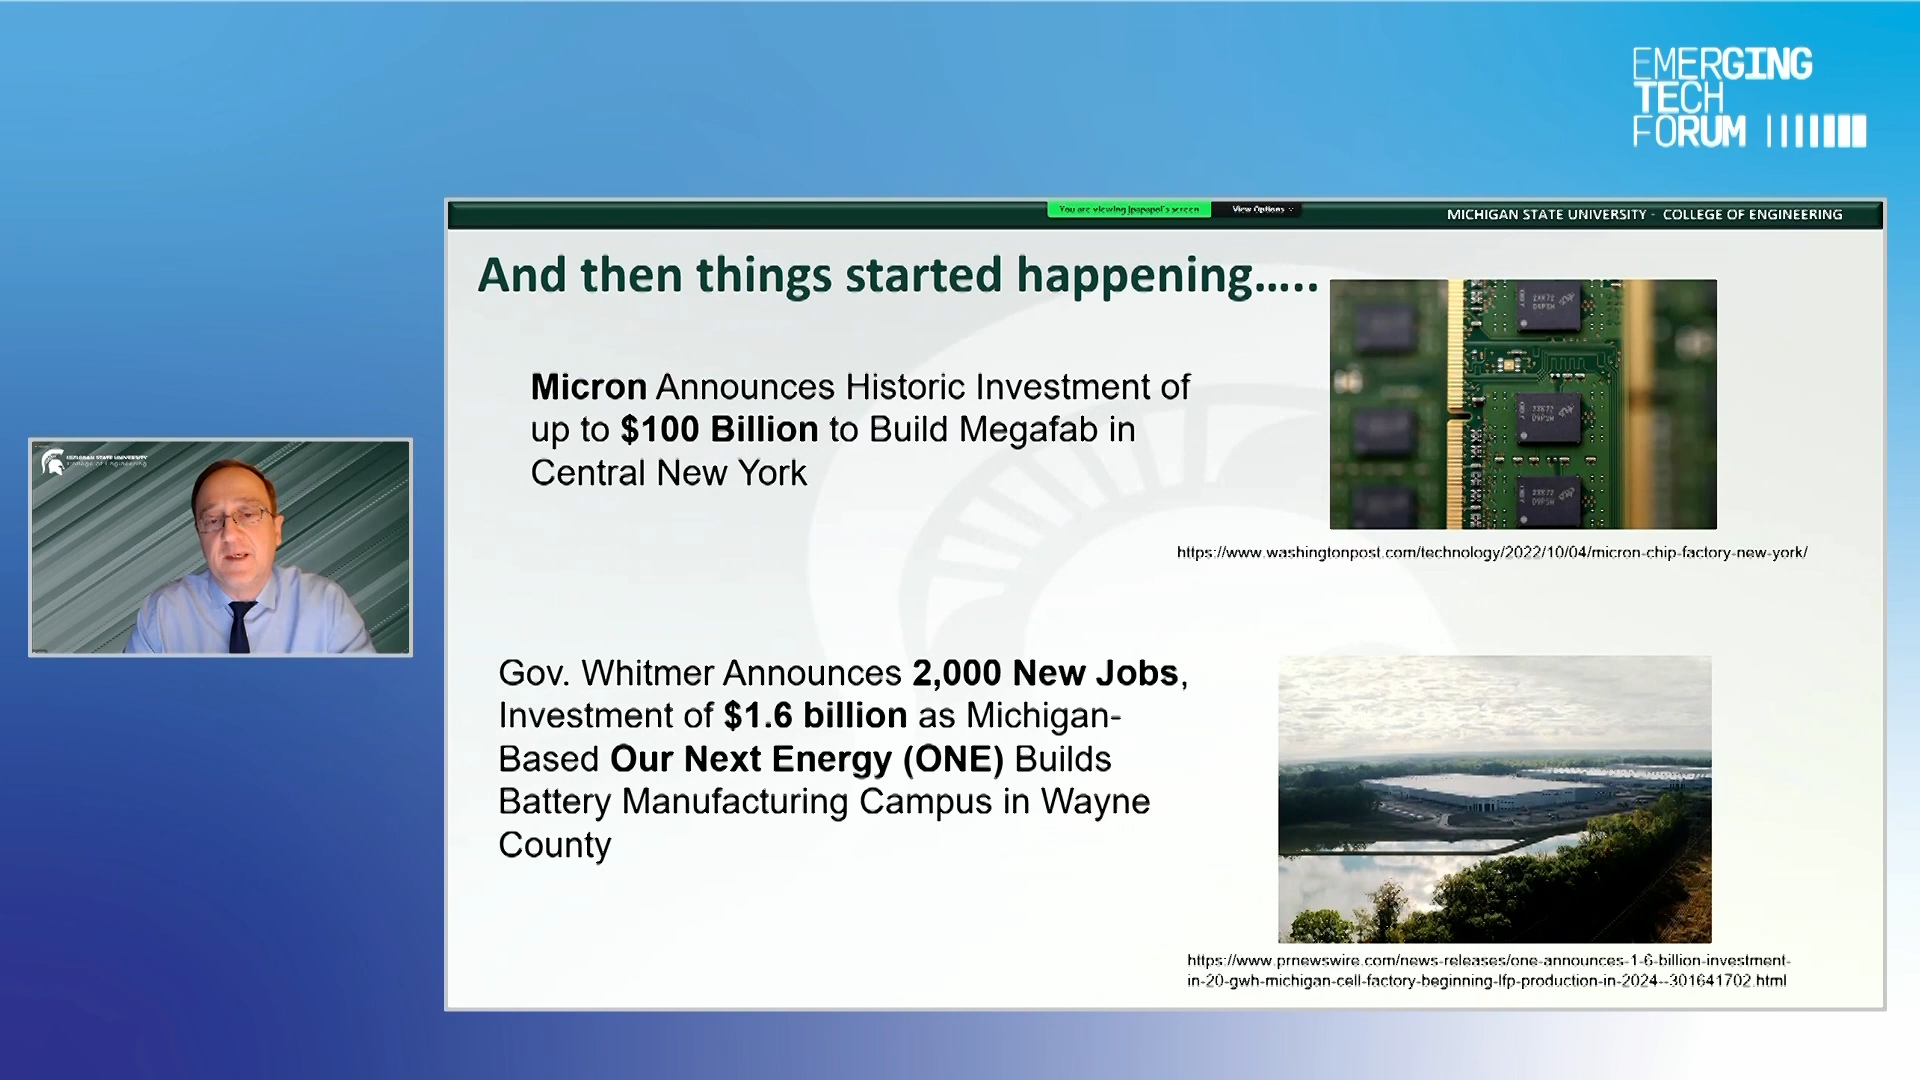 EMERGING
TECH
FORUM
You are viewing lpapapol's screen View Options
MICHIGAN STATE UNIVERSITY - COLLEGE OF ENGINEERING
And then things started happening.....
Micron Announces Historic Investment of
up to $100 Billion to Build Megafab in
Central New York
https://www.washingtonpost.com/technology/2022/10/04/micron-chip-factory-new-york/
MICHIGAN STATE UNIVERSITY
College of Engineering
Gov. Whitmer Announces 2,000 New Jobs,
Investment of $1.6 billion as Michigan-
Based Our Next Energy (ONE) Builds
Battery Manufacturing Campus in Wayne
County
https://www.prnewswire.com/news-releases/one-announces-1-6-billion-investment-
in-20-gwh-michigan-cell-factory-beginning-lfp-production-in-2024--301641702.html